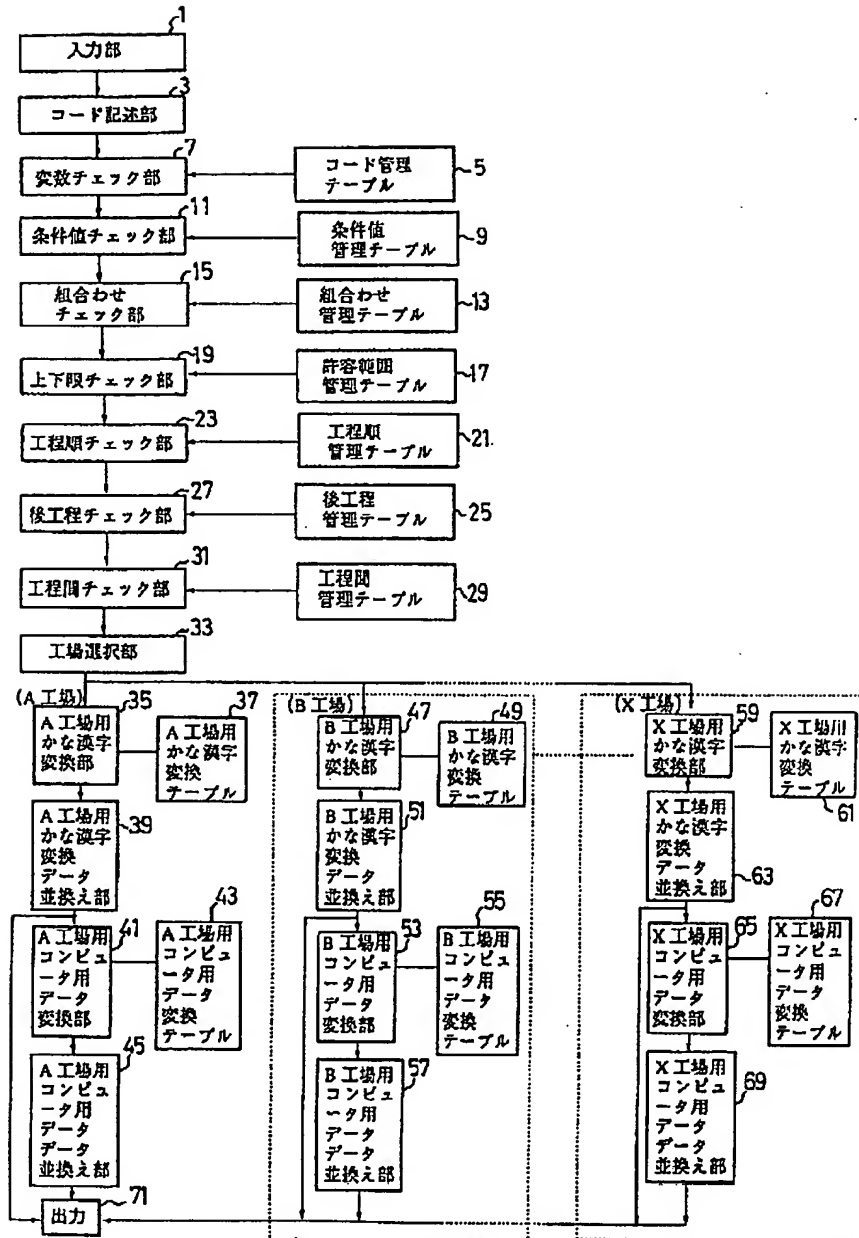 1
入力部
3
コード記述部
7
変数チェック部
コード管理
テーブル
5
11
条件値チェック部
条件値
管理テーブル
9
15
組合わせ
チェック部
組合わせ
管理テーブル
13
19
上下限チェック部
許容範囲
管理テーブル
17
23
工程順チェック部
工程順
管理テーブル
21
27
後工程チェック部
後工程
管理テーブル
25
31
工程間チェック部
工程間
管理テーブル
29
33
工場選択部
(A工場)
35
A工場用
かな漢字
変換部
37
A工場用
かな漢字
変換
テーブル
39
A工場用
かな漢字
変換
データ
並換え部
41
A工場用
コンピュ
ータ用
データ
変換部
43
A工場用
コンピュ
ータ用
データ
変換
テーブル
45
A工場用
コンピュ
ータ用
データ
データ
並換え部
71
出力
(B工場)
47
B工場用
かな漢字
変換部
49
B工場用
かな漢字
変換
テーブル
51
B工場用
かな漢字
変換
データ
並換え部
53
B工場用
コンピュ
ータ用
データ
変換部
55
B工場用
コンピュ
ータ用
データ
変換
テーブル
57
B工場用
コンピュ
ータ用
データ
データ
並換え部
(X工場)
59
X工場用
かな漢字
変換部
X工場用
かな漢字
変換
テーブル
61
X工場用
かな漢字
変換
データ
並換え部
63
65
X工場用
コンピュ
ータ用
データ
変換部
67
X工場用
コンピュ
ータ用
データ
変換
テーブル
X工場用
コンピュ
ータ用
データ
データ
並換え部
69